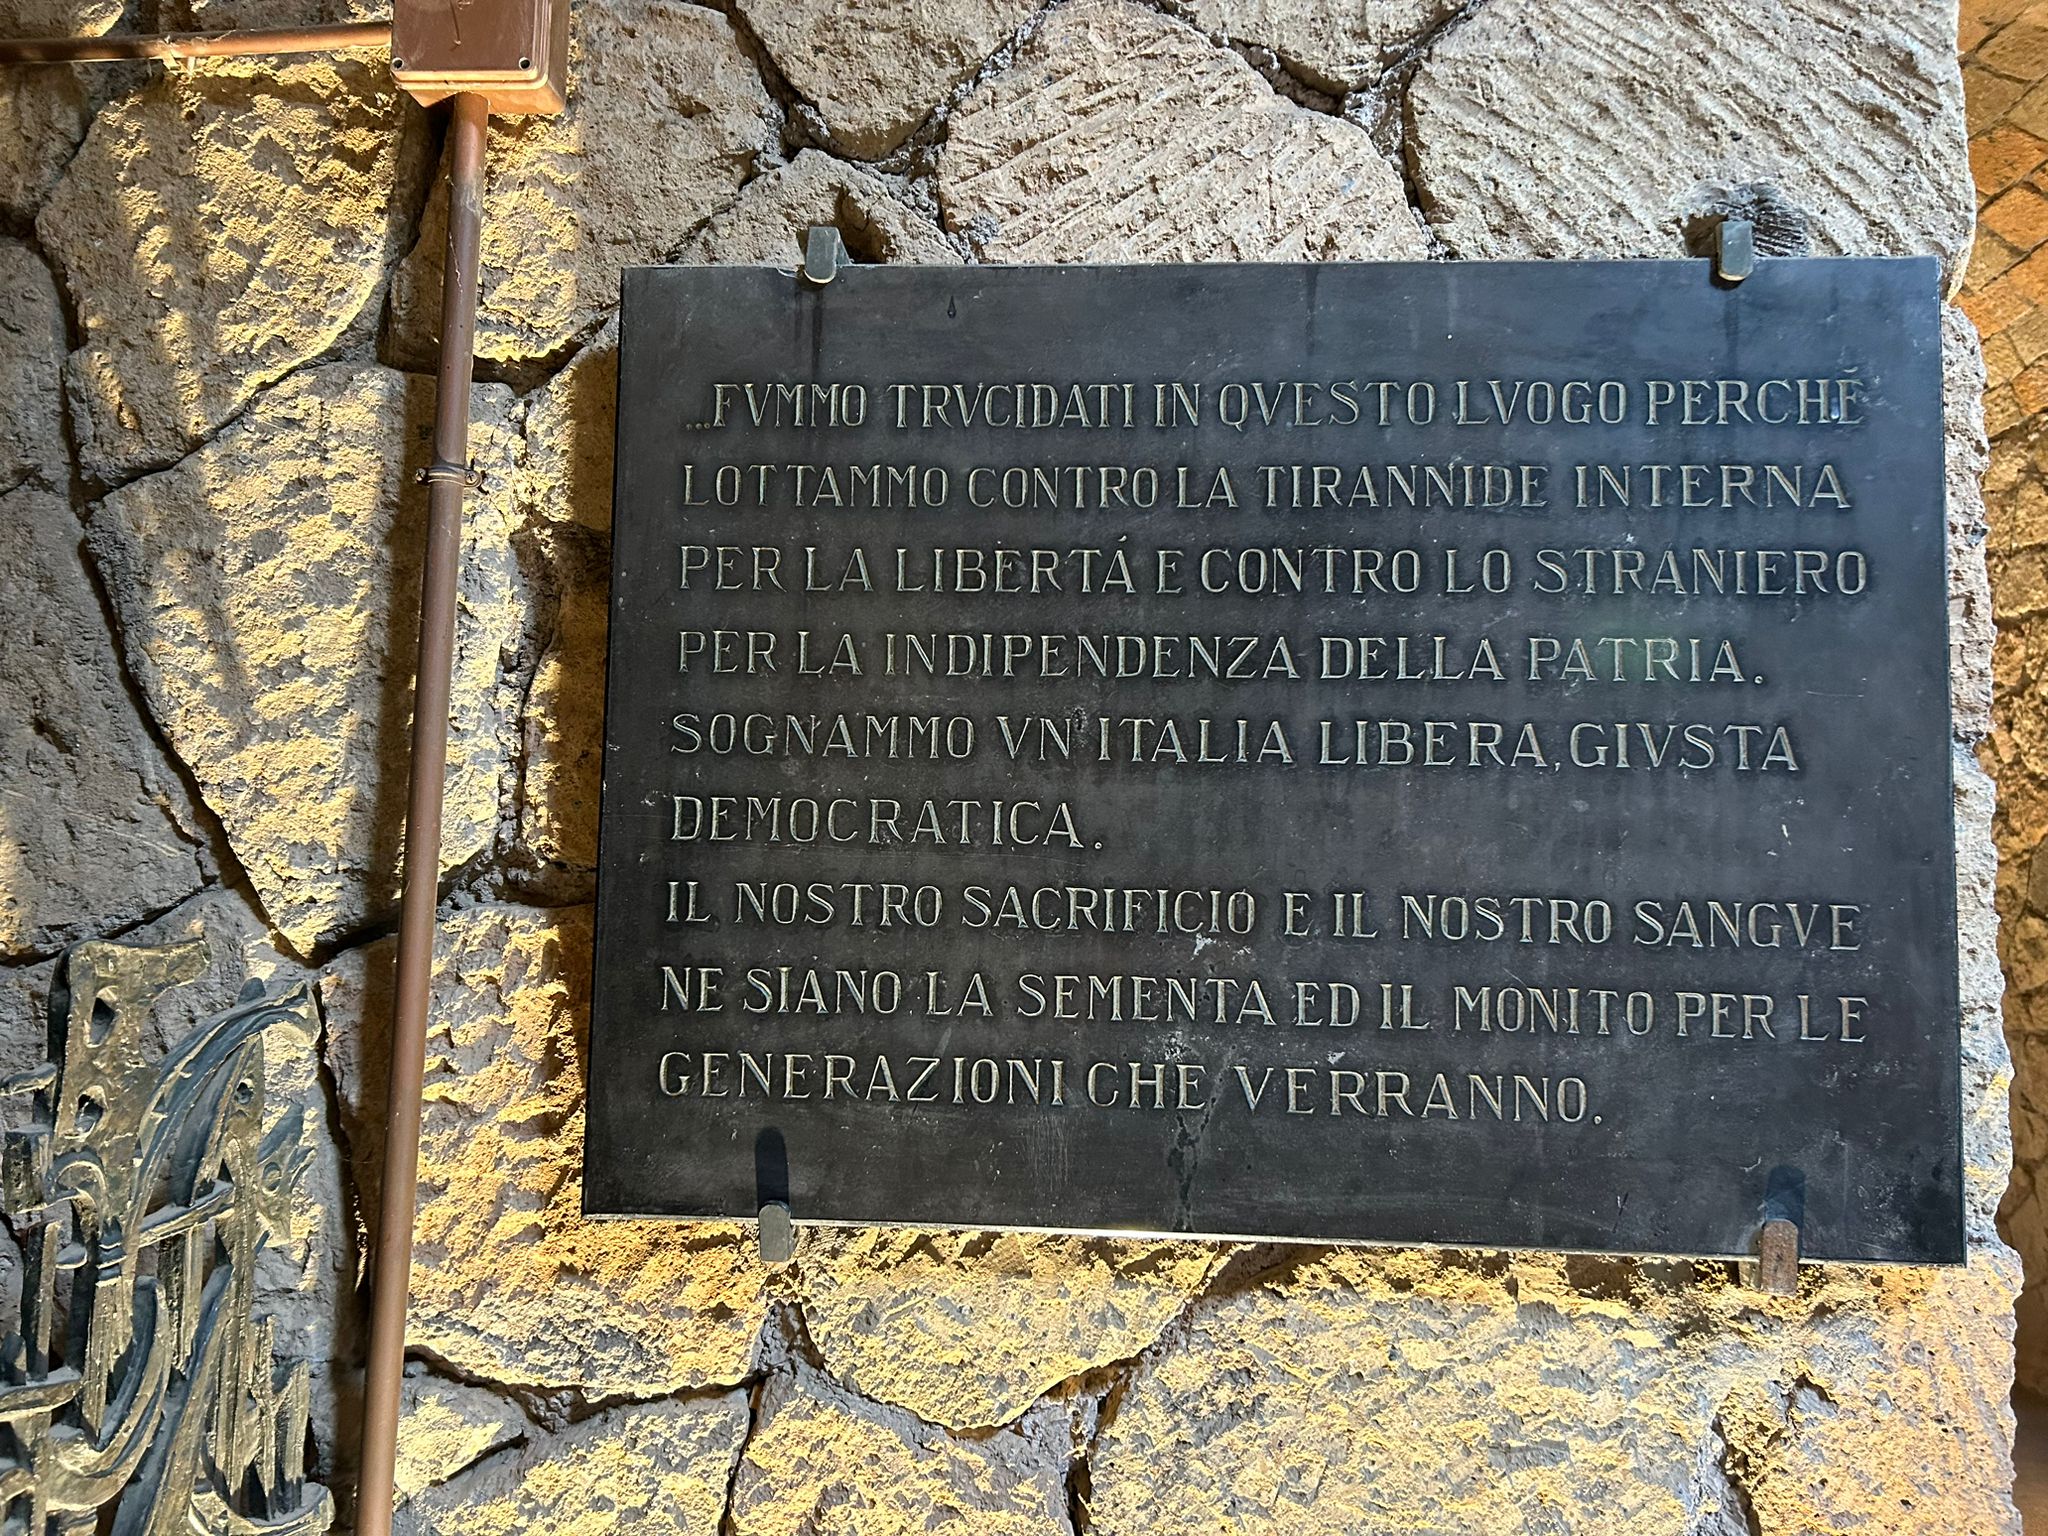 ...FVMMO TRVCIDATI IN QVESTO LVOGO PERCHÉ
LOTTAMMO CONTRO LA TIRANNIDE INTERNA
PER LA LIBERTÁ E CONTRO LO STRANIERO
PER LA INDIPENDENZA DELLA PATRIA.
SOGNAMMO VN'ITALIA LIBERA, GIVSTA
DEMOCRATICA.
IL NOSTRO SACRIFICIO E IL NOSTRO SANGVE
NE SIANO LA SEMENTA ED IL MONITO PER LE
GENERAZIONI CHE VERRANNO.